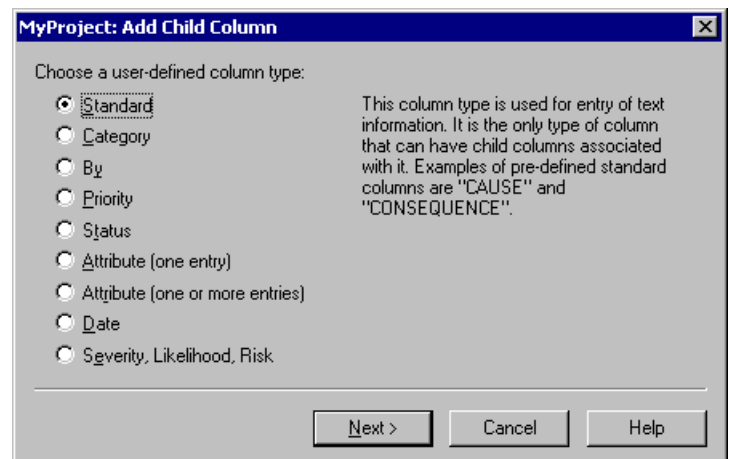 MyProject: Add Child Column
Choose a user-defined column type:
Standard
Category
By
Priority
Status
Attribute (one entry)
Attribute (one or more entries)
Date
Severity, Likelihood, Risk
This column type is used for entry of text
information. It is the only type of column
that can have child columns associated
with it. Examples of pre-defined standard
columns are "CAUSE" and
"CONSEQUENCE".
Next >
Cancel
Help